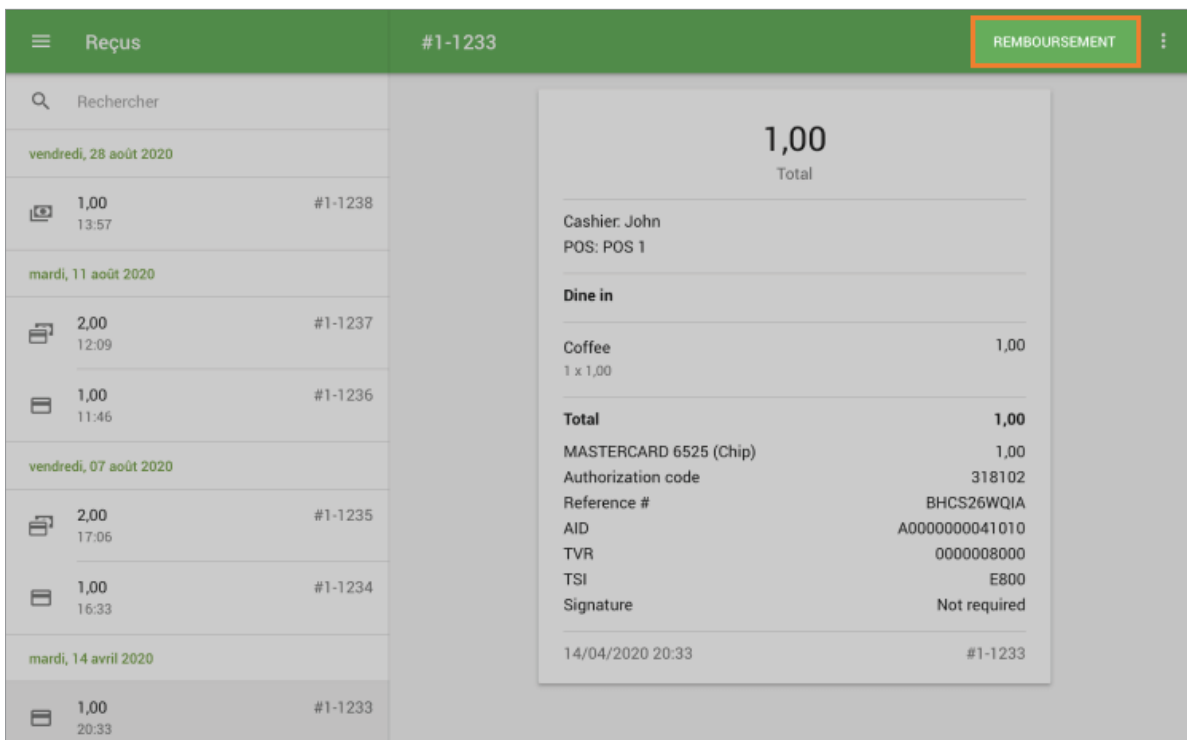 Reçus
#1-1233
REMBOURSEMENT
Rechercher
vendredi, 28 août 2020
1,00 #1-1238
13:57
mardi, 11 août 2020
2,00 #1-1237
12:09
1,00 #1-1236
11:46
vendredi, 07 août 2020
2,00 #1-1235
17:06
1,00 #1-1234
16:33
mardi, 14 avril 2020
1,00 #1-1233
20:33
1,00
Total
Cashier: John
POS: POS 1
Dine in
Coffee 1,00
1 x 1,00
Total 1,00
MASTERCARD 6525 (Chip) 1,00
Authorization code 318102
Reference # BHCS26WQIA
AID A0000000041010
TVR 0000008000
TSI E800
Signature Not required
14/04/2020 20:33 #1-1233